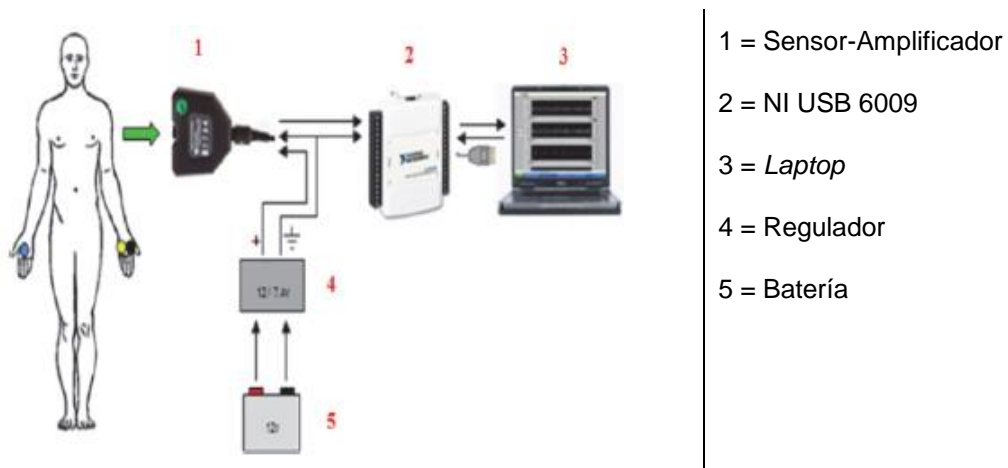 1
2
3
1 = Sensor-Amplificador
2 = NI USB 6009
3 = Laptop
4 = Regulador
5 = Batería
+
4
5